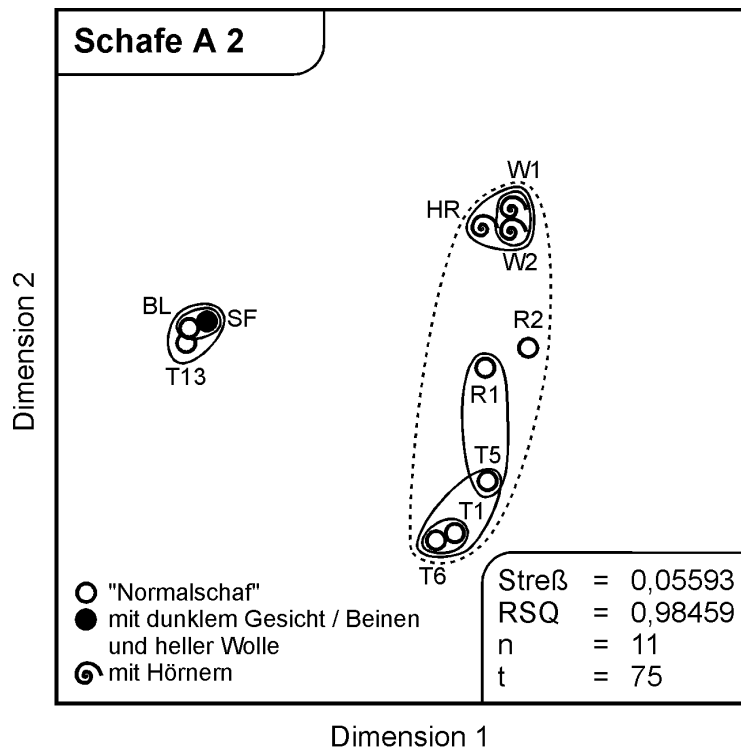 Schafe A 2
W1
HR
W2
BL
SF
R2
T13
R1
T5
T1
T6
Dimension 2
"Normalschaf"
mit dunklem Gesicht / Beinen
und heller Wolle
mit Hörnern
Streß = 0,05593
RSQ = 0,98459
n = 11
t = 75
Dimension 1